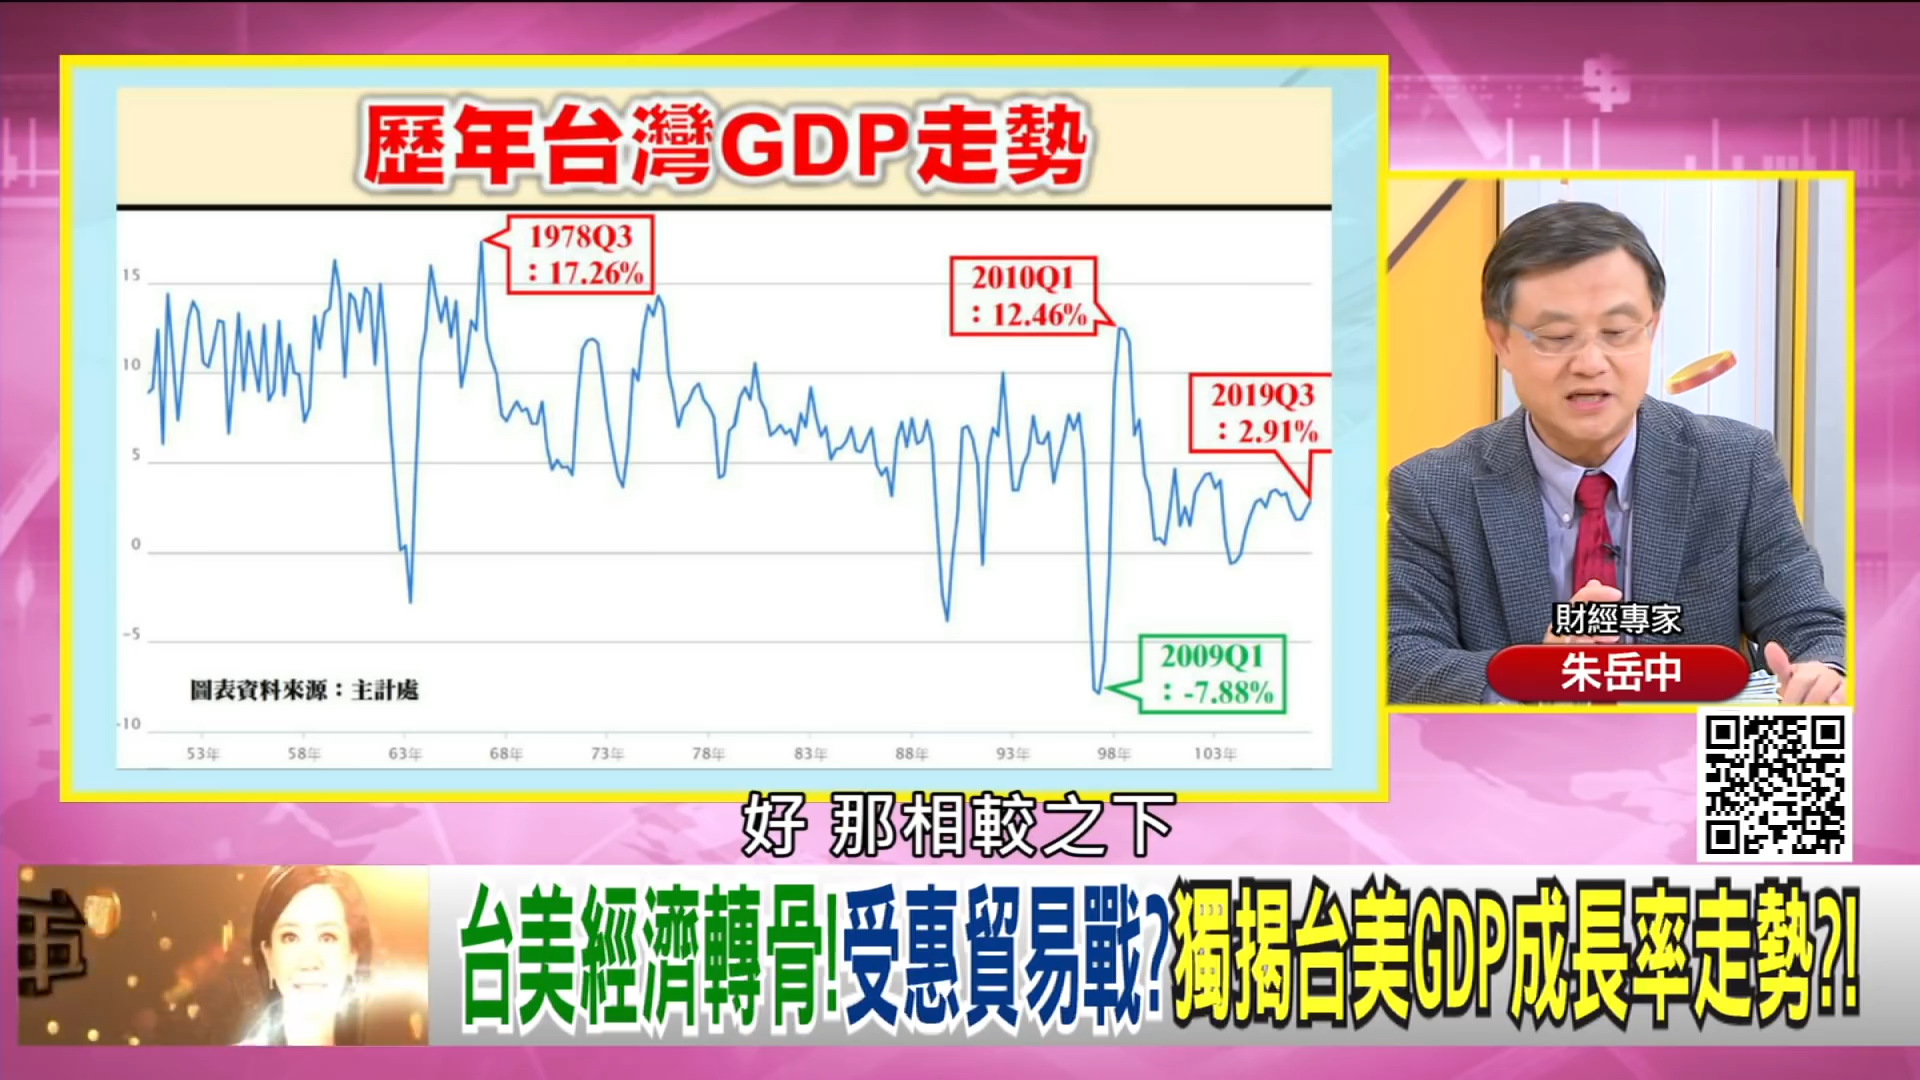 歷年台灣GDP走勢
1978Q3
：17.26%
2010Q1
：12.46%
2019Q3
：2.91%
2009Q1
：-7.88%
15
10
5
0
-5
-10
圖表資料來源：主計處
53年 58年 63年 68年 73年 78年 83年 88年 93年 98年 103年
財經專家
朱岳中
好 那相較之下
台美經濟轉骨!受惠貿易戰?獨揭台美GDP成長率走勢?!